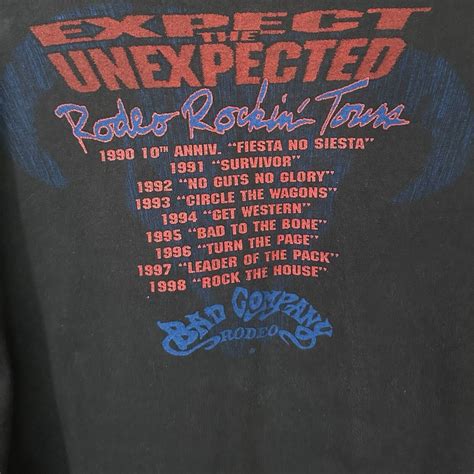 EXPECT
THE
UNEXPECTED
Rodeo Rockin' Tours
1990 10TH ANNIV. "FIESTA NO SIESTA"
1991 "SURVIVOR"
1992 "NO GUTS NO GLORY"
1993 "CIRCLE THE WAGONS"
1994 "GET WESTERN"
1995 "BAD TO THE BONE"
1996 "TURN THE PAGE"
1997 "LEADER OF THE PACK"
1998 "ROCK THE HOUSE"
BAD COMPANY
RODEO